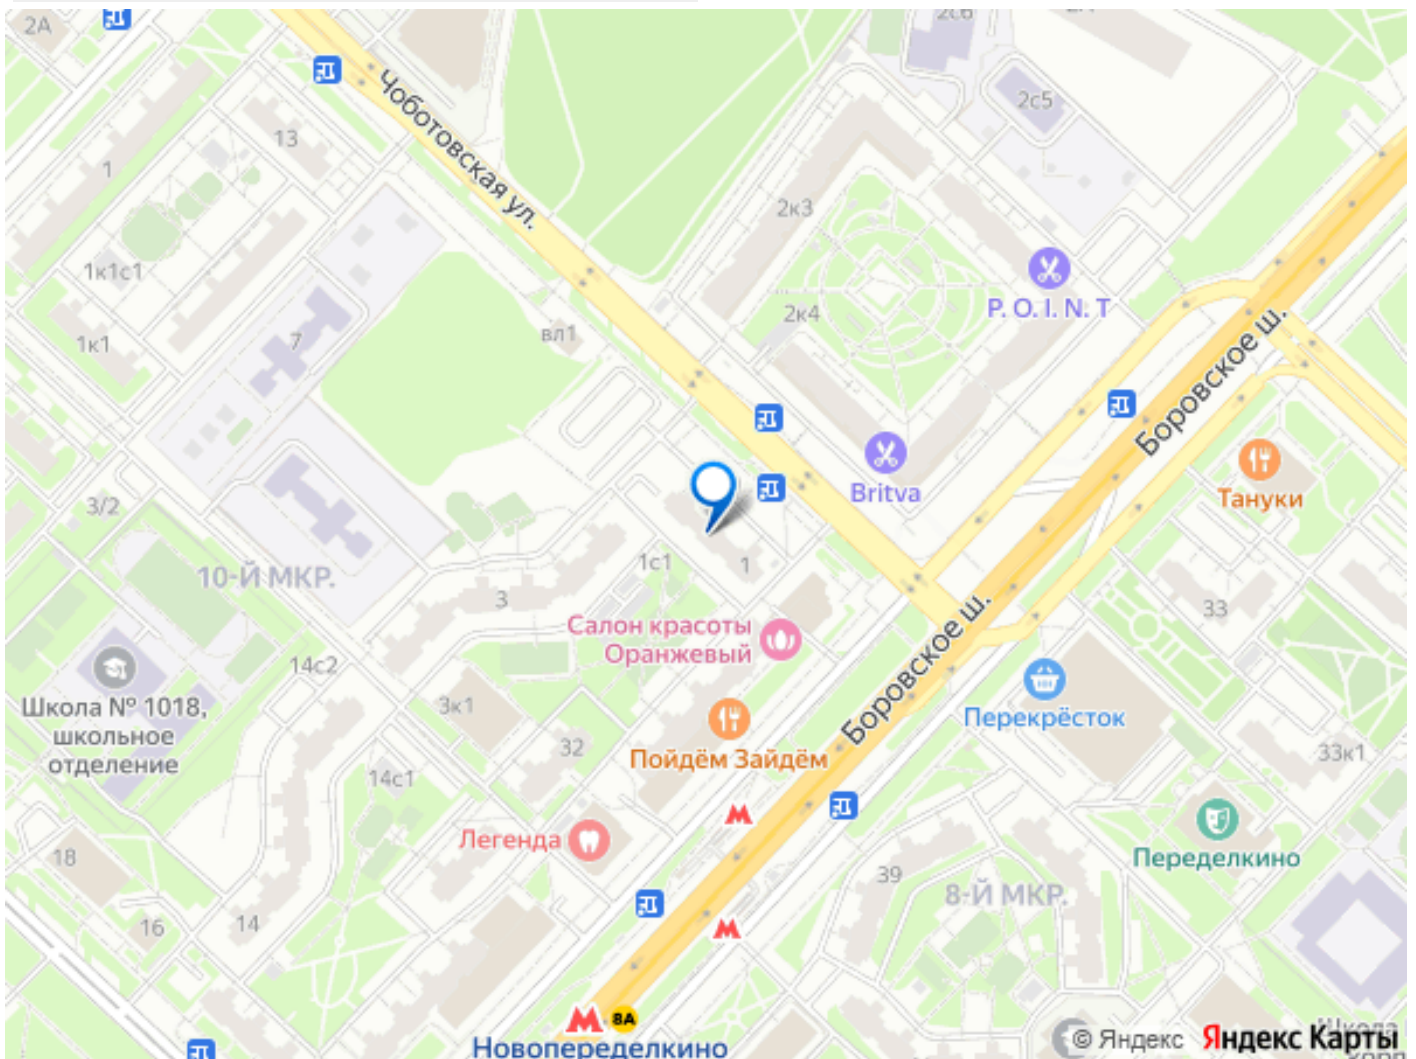 2А
2с6
Чоботовская ул.
13
2с5
1
2к3
1к1с1
P. O. I. N. T
2к4
вл1
7
1к1
Боровское ш.
Тануки
Britva
3/2
1с1
1
10-Й МКР.
3
33
Салон красоты
Оранжевый
Боровское ш.
14с2
Школа № 1018,
школьное
отделение
3к1
Перекрёсток
32
Пойдём Зайдём
33к1
14с1
Легенда
Переделкино
18
39
8-Й МКР.
16
14
8А
Новопеределкино
© Яндекс Яндекс Карты